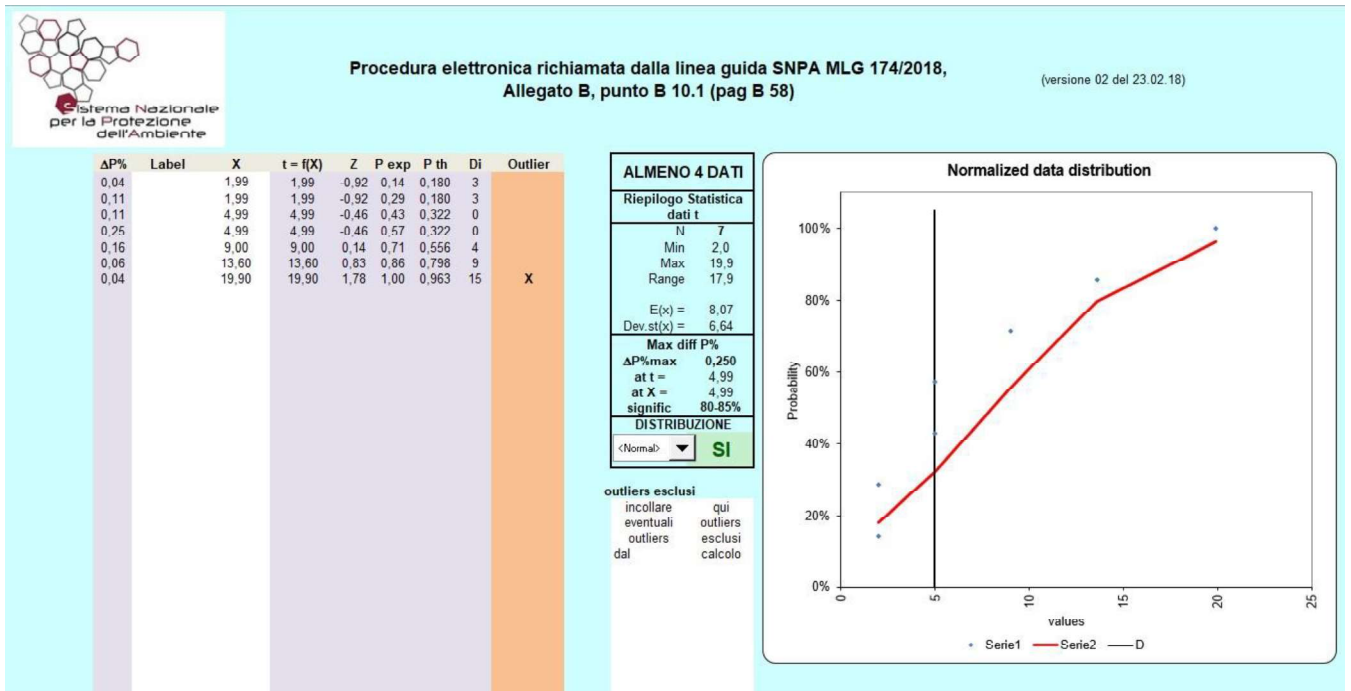 Sistema Nazionale
per la Protezione
dell'Ambiente
Procedura elettronica richiamata dalla linea guida SNPA MLG 174/2018,
Allegato B, punto B 10.1 (pag B 58)
(versione 02 del 23.02.18)
ΔP% Label X t = f(X) Z P exp P th Di Outlier
0,04 1,99 1,99 -0,92 0,14 0,180 3
0,11 1,99 1,99 -0,92 0,29 0,180 3
0,11 4,99 4,99 -0,46 0,43 0,322 0
0,25 4,99 4,99 -0,46 0,57 0,322 0
0,16 9,00 9,00 0,14 0,71 0,556 4
0,06 13,60 13,60 0,83 0,86 0,798 9
0,04 19,90 19,90 1,78 1,00 0,963 15 X
ALMENO 4 DATI
Riepilogo Statistica
dati t
N 7
Min 2,0
Max 19,9
Range 17,9
E(x) = 8,07
Dev.st(x) = 6,64
Max diff P%
ΔP%max 0,250
at t = 4,99
at X = 4,99
signific 80-85%
DISTRIBUZIONE
<Normal> SI
outliers esclusi
incollare qui
eventuali outliers
outliers esclusi
dal calcolo
Normalized data distribution
100%
80%
60%
40%
20%
0%
Probability
0 5 10 15 20 25
values
Serie1 Serie2 D